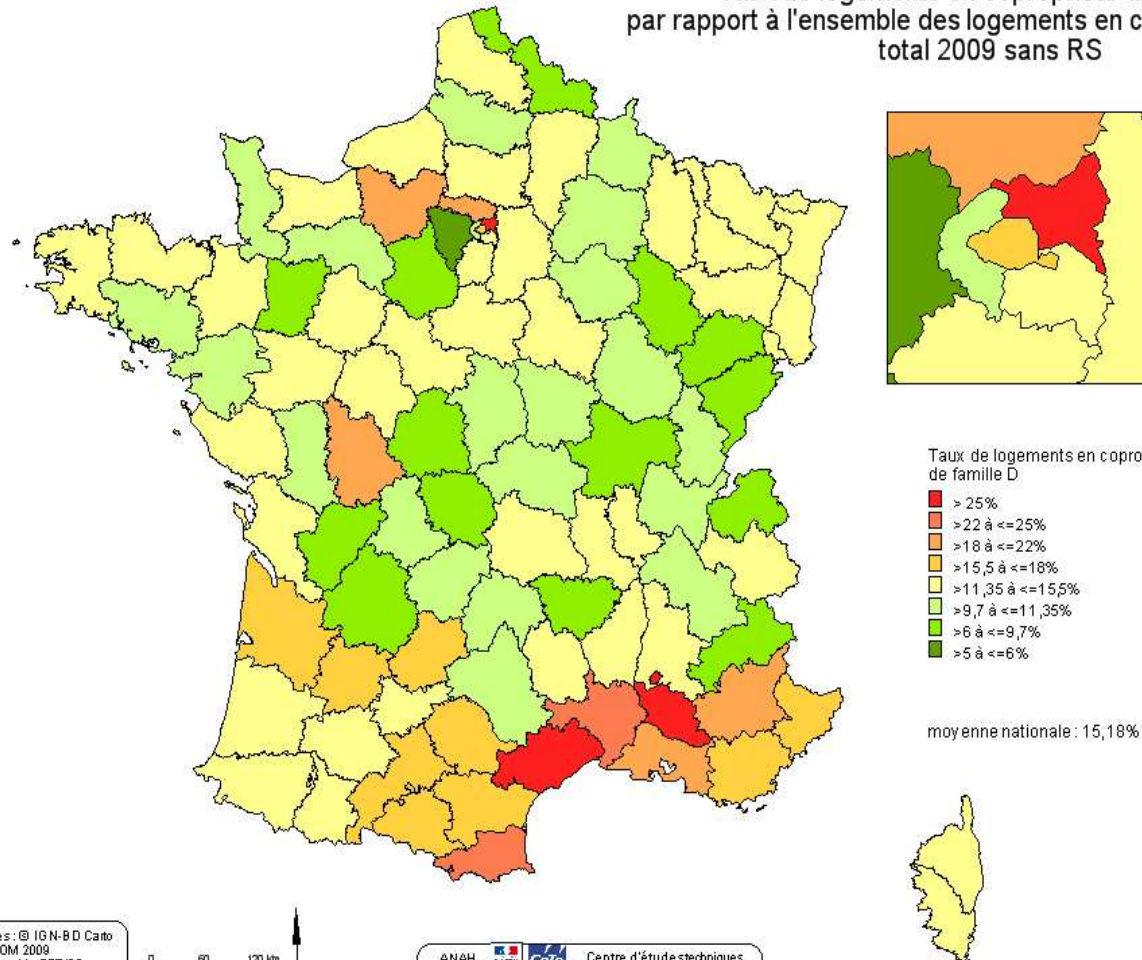 par rapport à l'ensemble des logements en c
total 2009 sans RS
Taux de logements en copro
de famille D
> 25%
>22 à <=25%
>18 à <=22%
>15,5 à <=18%
>11,35 à <=15,5%
>9,7 à <=11,35%
>6 à <=9,7%
>5 à <=6%
moyenne nationale : 15,18%
es : © IGN-BD Carto
OM 2009
0 60 120 km
ANAH
Centre d'études techniques